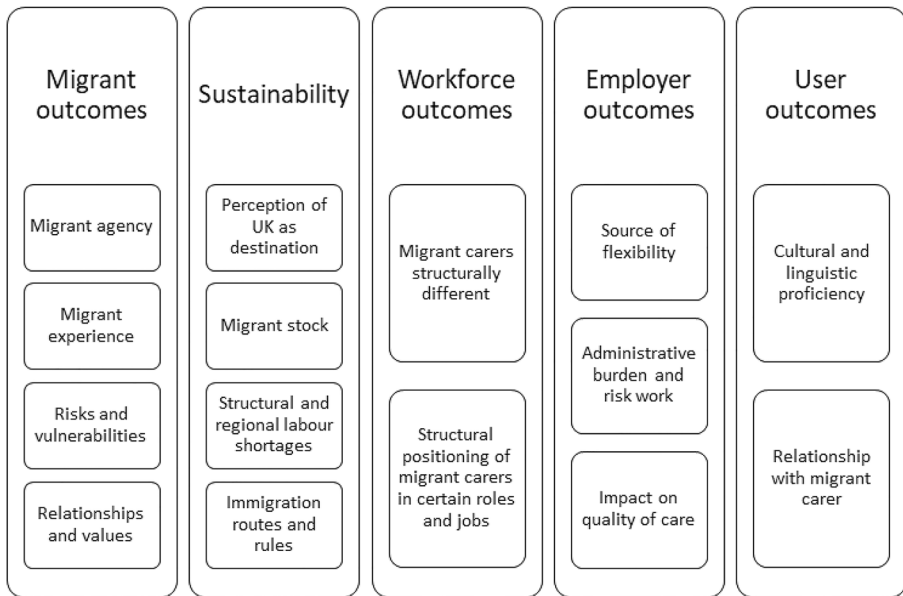 Migrant
outcomes
Migrant agency
Migrant
experience
Risks and
vulnerabilities
Relationships
and values
Sustainability
Perception of
UK as
destination
Migrant stock
Structural and
regional labour
shortages
Immigration
routes and
rules
Workforce
outcomes
Migrant carers
structurally
different
Structural
positioning of
migrant carers
in certain roles
and jobs
Employer
outcomes
Source of
flexibility
Administrative
burden and
risk work
Impact on
quality of care
User
outcomes
Cultural and
linguistic
proficiency
Relationship
with migrant
carer